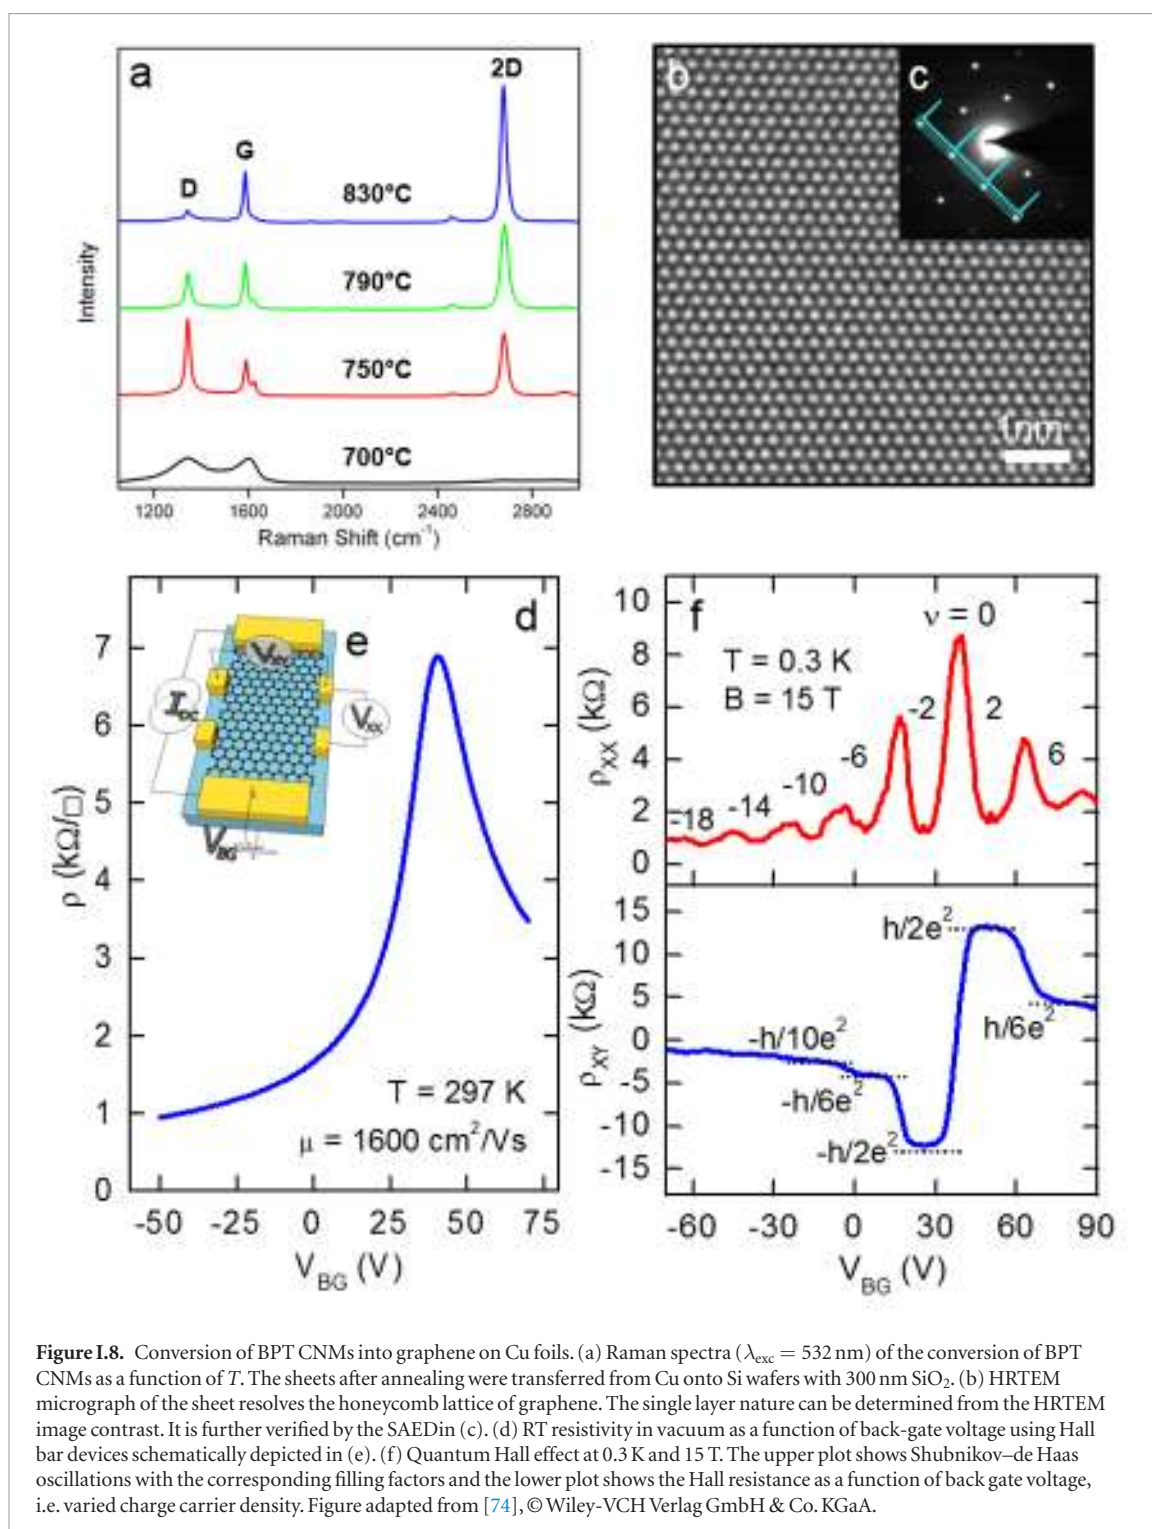 a
2D
G
D
830°C
790°C
750°C
700°C
Intensity
1200 1600 2000 2400 2800
Raman Shift (cm⁻¹)
b
c
1nm
d
e
7
6
5
4
3
2
1
0
ρ (kΩ/□)
V_XX
V_BG
T = 297 K
μ = 1600 cm²/Vs
-50 -25 0 25 50 75
V_BG (V)
f
ν = 0
T = 0.3 K
B = 15 T
-2 2
-6 6
-10
-14
-18
10
8
6
4
2
0
ρ_XX (kΩ)
15
10
5
0
-5
-10
-15
ρ_XY (kΩ)
h/2e²
h/6e²
-h/10e²
-h/6e²
-h/2e²
-60 -30 0 30 60 90
V_BG (V)
Figure I.8. Conversion of BPT CNMs into graphene on Cu foils. (a) Raman spectra (λexc = 532 nm) of the conversion of BPT
CNMs as a function of T. The sheets after annealing were transferred from Cu onto Si wafers with 300 nm SiO₂. (b) HRTEM
micrograph of the sheet resolves the honeycomb lattice of graphene. The single layer nature can be determined from the HRTEM
image contrast. It is further verified by the SAEDin (c). (d) RT resistivity in vacuum as a function of back-gate voltage using Hall
bar devices schematically depicted in (e). (f) Quantum Hall effect at 0.3 K and 15 T. The upper plot shows Shubnikov–de Haas
oscillations with the corresponding filling factors and the lower plot shows the Hall resistance as a function of back gate voltage,
i.e. varied charge carrier density. Figure adapted from [74], © Wiley-VCH Verlag GmbH & Co. KGaA.